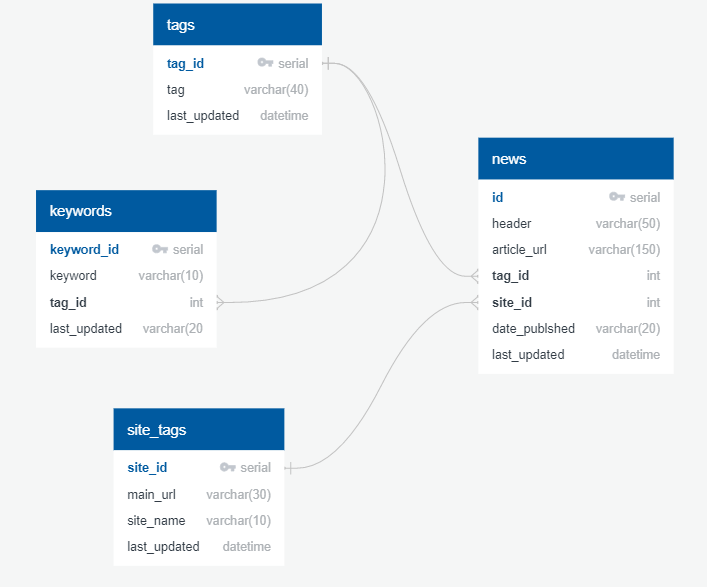 tags
tag_id serial
tag varchar(40)
last_updated datetime
news
id serial
header varchar(50)
article_url varchar(150)
tag_id int
site_id int
date_publshed varchar(20)
last_updated datetime
keywords
keyword_id serial
keyword varchar(10)
tag_id int
last_updated varchar(20
site_tags
site_id serial
main_url varchar(30)
site_name varchar(10)
last_updated datetime